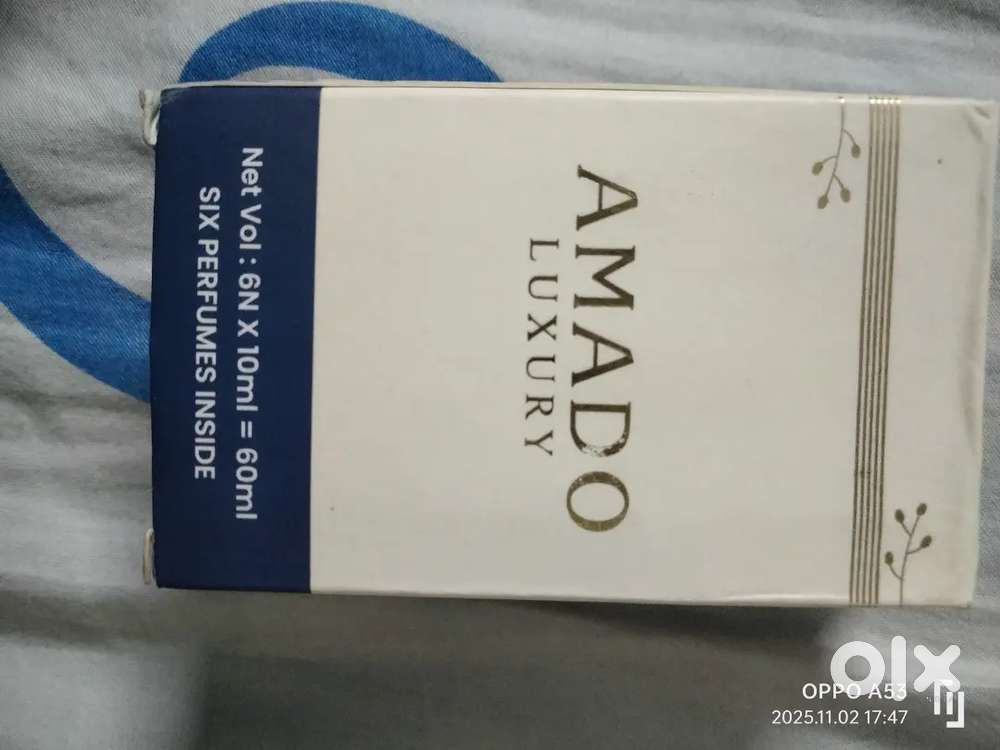 AMADO
LUXURY
Net Vol : 6N X 10ml = 60ml
SIX PERFUMES INSIDE
olx
OPPO A53
2025.11.02 17:47